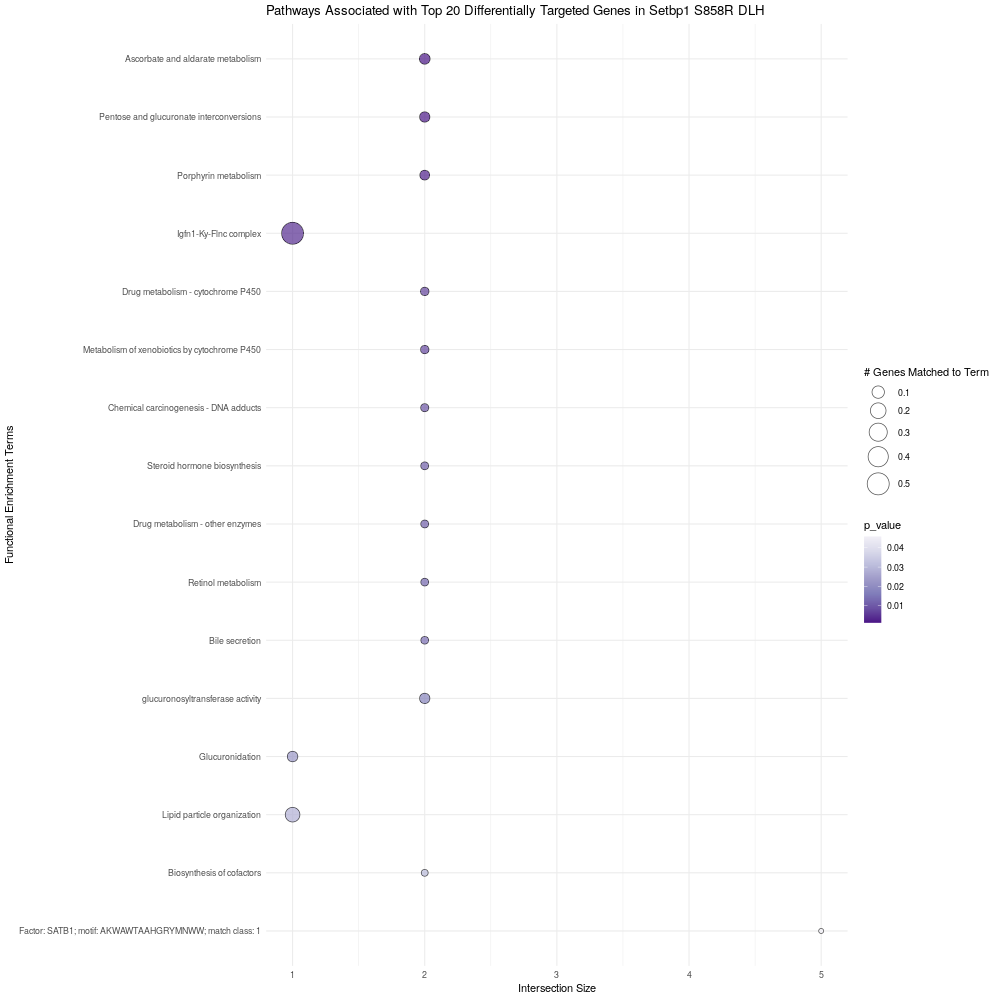 Pathways Associated with Top 20 Differentially Targeted Genes in Setbp1 S858R DLH
Functional Enrichment Terms
Ascorbate and aldarate metabolism
Pentose and glucuronate interconversions
Porphyrin metabolism
Igfn1-Ky-Flnc complex
Drug metabolism - cytochrome P450
Metabolism of xenobiotics by cytochrome P450
Chemical carcinogenesis - DNA adducts
Steroid hormone biosynthesis
Drug metabolism - other enzymes
Retinol metabolism
Bile secretion
glucuronosyltransferase activity
Glucuronidation
Lipid particle organization
Biosynthesis of cofactors
Factor: SATB1; motif: AKWAWTAAHGRYMNWW; match class: 1
1 2 3 4 5
Intersection Size
# Genes Matched to Term
0.1
0.2
0.3
0.4
0.5
p_value
0.04
0.03
0.02
0.01